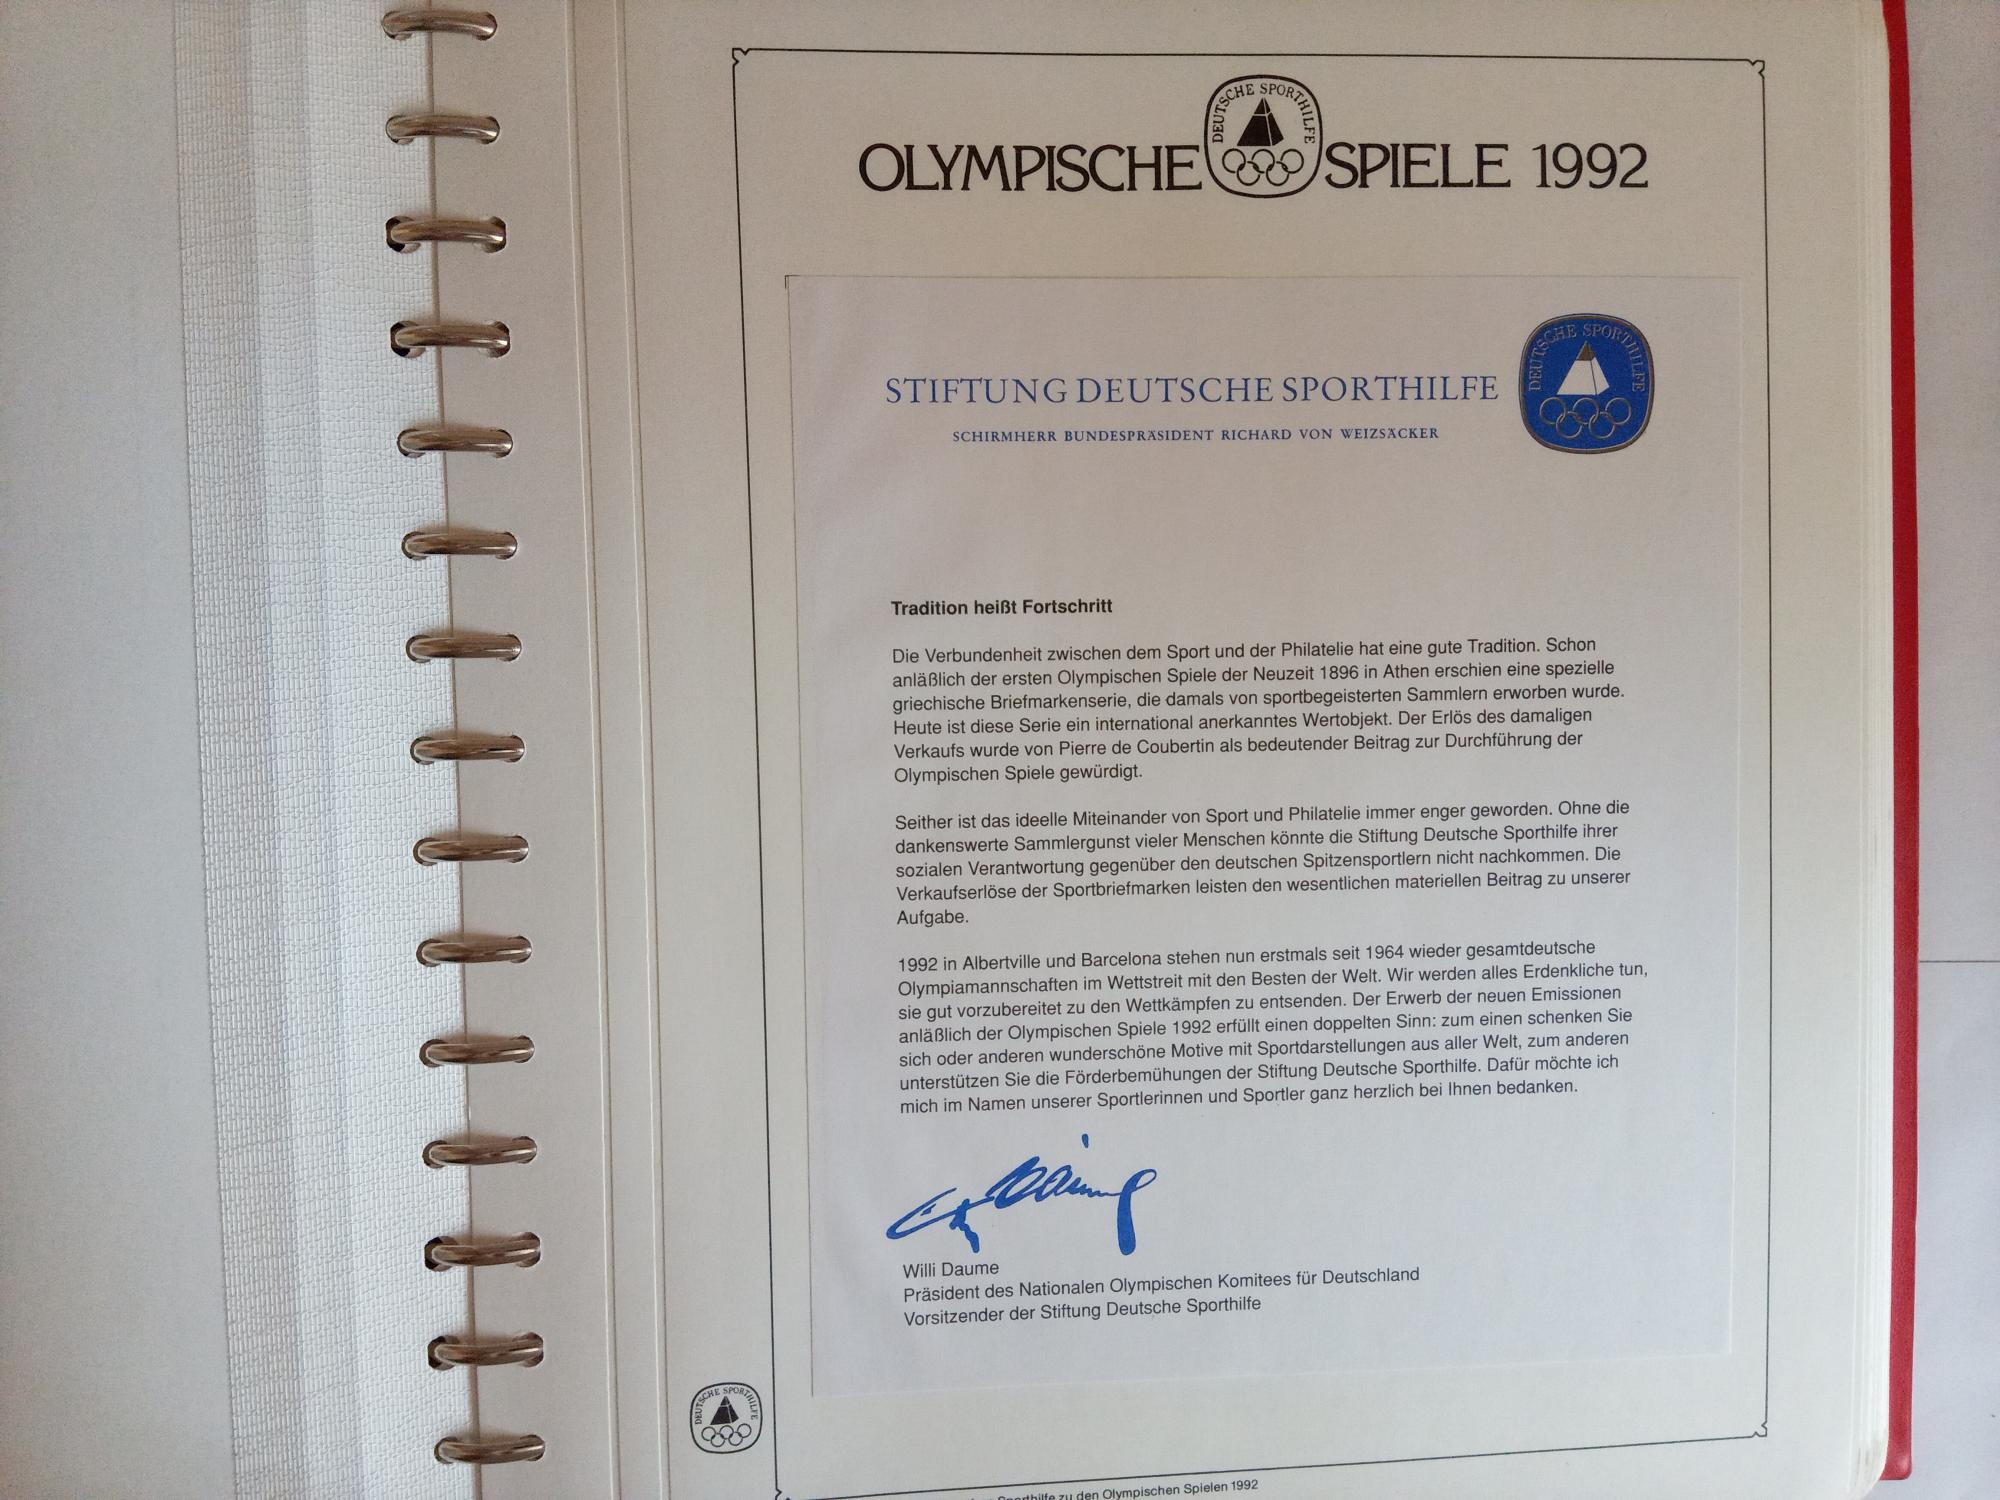 DEUTSCHE SPORTHILFE
OLYMPISCHE SPIELE 1992
DEUTSCHE SPORTHILFE
STIFTUNG DEUTSCHE SPORTHILFE
SCHIRMHERR BUNDESPRÄSIDENT RICHARD VON WEIZSÄCKER
Tradition heißt Fortschritt
Die Verbundenheit zwischen dem Sport und der Philatelie hat eine gute Tradition. Schon
anläßlich der ersten Olympischen Spiele der Neuzeit 1896 in Athen erschien eine spezielle
griechische Briefmarkenserie, die damals von sportbegeisterten Sammlern erworben wurde.
Heute ist diese Serie ein international anerkanntes Wertobjekt. Der Erlös des damaligen
Verkaufs wurde von Pierre de Coubertin als bedeutender Beitrag zur Durchführung der
Olympischen Spiele gewürdigt.
Seither ist das ideelle Miteinander von Sport und Philatelie immer enger geworden. Ohne die
dankenswerte Sammlergunst vieler Menschen könnte die Stiftung Deutsche Sporthilfe ihrer
sozialen Verantwortung gegenüber den deutschen Spitzensportlern nicht nachkommen. Die
Verkaufserlöse der Sportbriefmarken leisten den wesentlichen materiellen Beitrag zu unserer
Aufgabe.
1992 in Albertville und Barcelona stehen nun erstmals seit 1964 wieder gesamtdeutsche
Olympiamannschaften im Wettstreit mit den Besten der Welt. Wir werden alles Erdenkliche tun,
sie gut vorzubereitet zu den Wettkämpfen zu entsenden. Der Erwerb der neuen Emissionen
anläßlich der Olympischen Spiele 1992 erfüllt einen doppelten Sinn: zum einen schenken Sie
sich oder anderen wunderschöne Motive mit Sportdarstellungen aus aller Welt, zum anderen
unterstützen Sie die Förderbemühungen der Stiftung Deutsche Sporthilfe. Dafür möchte ich
mich im Namen unserer Sportlerinnen und Sportler ganz herzlich bei Ihnen bedanken.
Daume
Willi Daume
Präsident des Nationalen Olympischen Komitees für Deutschland
Vorsitzender der Stiftung Deutsche Sporthilfe
DEUTSCHE SPORTHILFE
Sporthilfe zu den Olympischen Spielen 1992